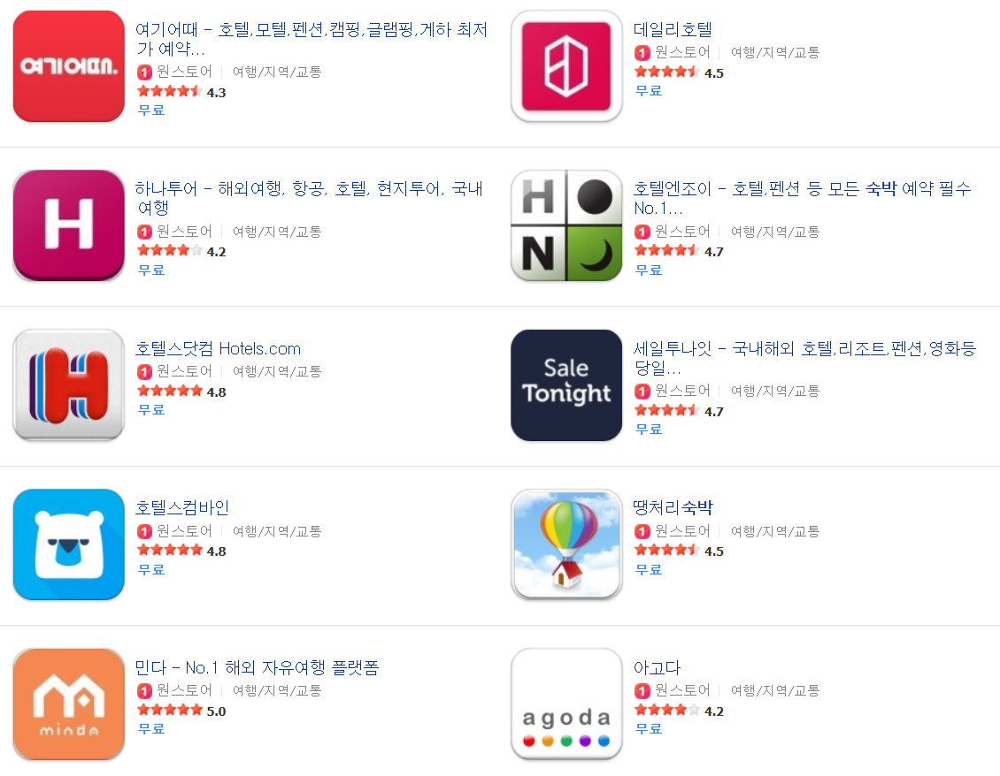 여기어때.
여기어때 - 호텔,모텔,펜션,캠핑,글램핑,게하 최저
가 예약...
1 원스토어 여행/지역/교통
4.3
무료
데일리호텔
1 원스토어 여행/지역/교통
4.5
무료
H
하나투어 - 해외여행, 항공, 호텔, 현지투어, 국내
여행
1 원스토어 여행/지역/교통
4.2
무료
H
N
호텔엔조이 - 호텔,펜션 등 모든 숙박 예약 필수
No.1...
1 원스토어 여행/지역/교통
4.7
무료
H
호텔스닷컴 Hotels.com
1 원스토어 여행/지역/교통
4.8
무료
Sale
Tonight
세일투나잇 - 국내해외 호텔,리조트,펜션,영화등
당일...
1 원스토어 여행/지역/교통
4.7
무료
호텔스컴바인
1 원스토어 여행/지역/교통
4.8
무료
땡처리숙박
1 원스토어 여행/지역/교통
4.5
무료
minda
민다 - No.1 해외 자유여행 플랫폼
1 원스토어 여행/지역/교통
5.0
무료
agoda
아고다
1 원스토어 여행/지역/교통
4.2
무료